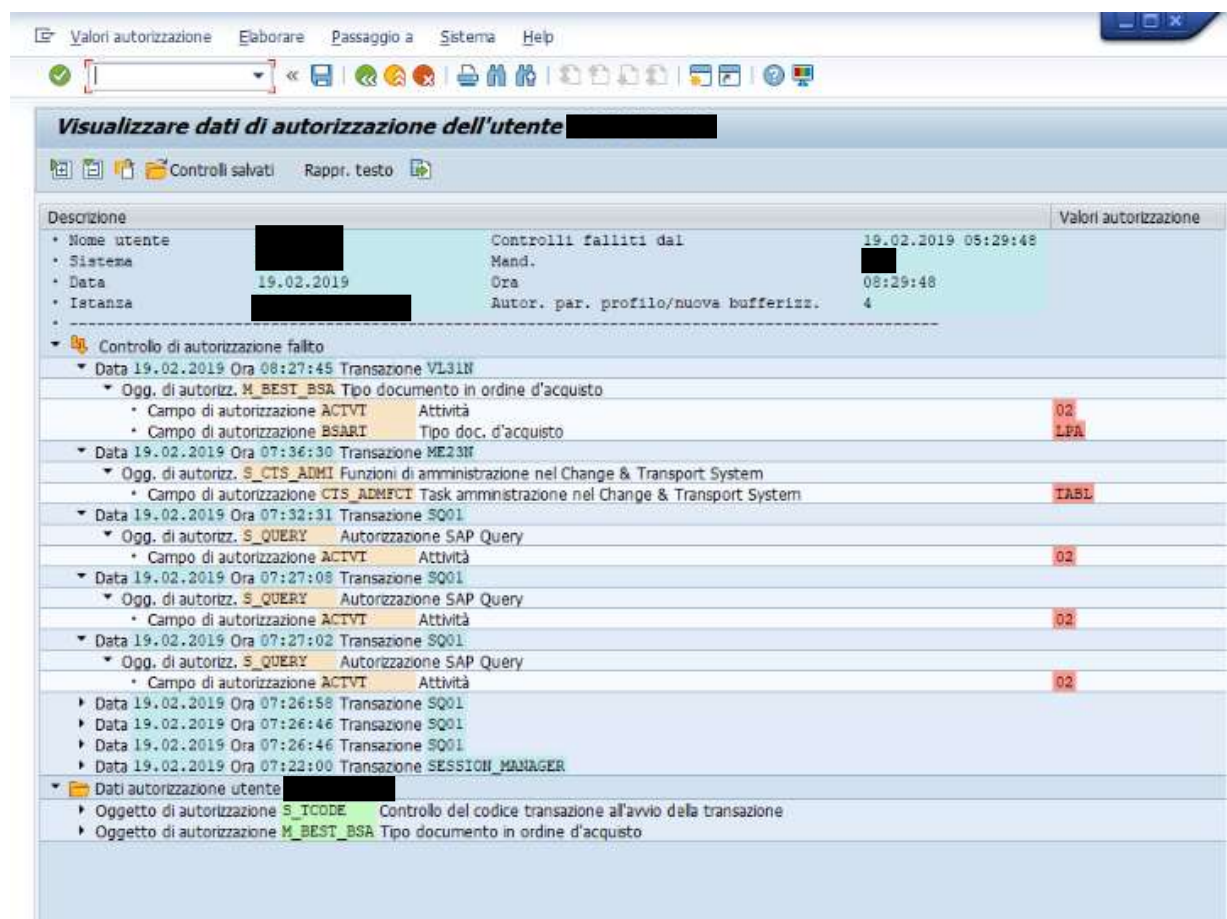 Valori autorizzazione Elaborare Passaggio a Sistema Help
Visualizzare dati di autorizzazione dell'utente
Controlli salvati Rappr. testo
Descrizione Valori autorizzazione
Nome utente Controlli falliti dal 19.02.2019 05:29:48
Sistema Mand.
Data 19.02.2019 Ora 08:29:48
Istanza Autor. par. profilo/nuova bufferizz. 4
Controllo di autorizzazione fallito
Data 19.02.2019 Ora 08:27:45 Transazione VL31N
Ogg. di autorizz. M_BEST_BSA Tipo documento in ordine d'acquisto
Campo di autorizzazione ACTVT Attività 02
Campo di autorizzazione BSART Tipo doc. d'acquisto LPA
Data 19.02.2019 Ora 07:36:30 Transazione ME23N
Ogg. di autorizz. S_CTS_ADMI Funzioni di amministrazione nel Change & Transport System
Campo di autorizzazione CTS_ADMFCT Task amministrazione nel Change & Transport System TABL
Data 19.02.2019 Ora 07:32:31 Transazione SQ01
Ogg. di autorizz. S_QUERY Autorizzazione SAP Query
Campo di autorizzazione ACTVT Attività 02
Data 19.02.2019 Ora 07:27:08 Transazione SQ01
Ogg. di autorizz. S_QUERY Autorizzazione SAP Query
Campo di autorizzazione ACTVT Attività 02
Data 19.02.2019 Ora 07:27:02 Transazione SQ01
Ogg. di autorizz. S_QUERY Autorizzazione SAP Query
Campo di autorizzazione ACTVT Attività 02
Data 19.02.2019 Ora 07:26:58 Transazione SQ01
Data 19.02.2019 Ora 07:26:46 Transazione SQ01
Data 19.02.2019 Ora 07:26:46 Transazione SQ01
Data 19.02.2019 Ora 07:22:00 Transazione SESSION_MANAGER
Dati autorizzazione utente
Oggetto di autorizzazione S_TCODE Controllo del codice transazione all'avvio della transazione
Oggetto di autorizzazione M_BEST_BSA Tipo documento in ordine d'acquisto